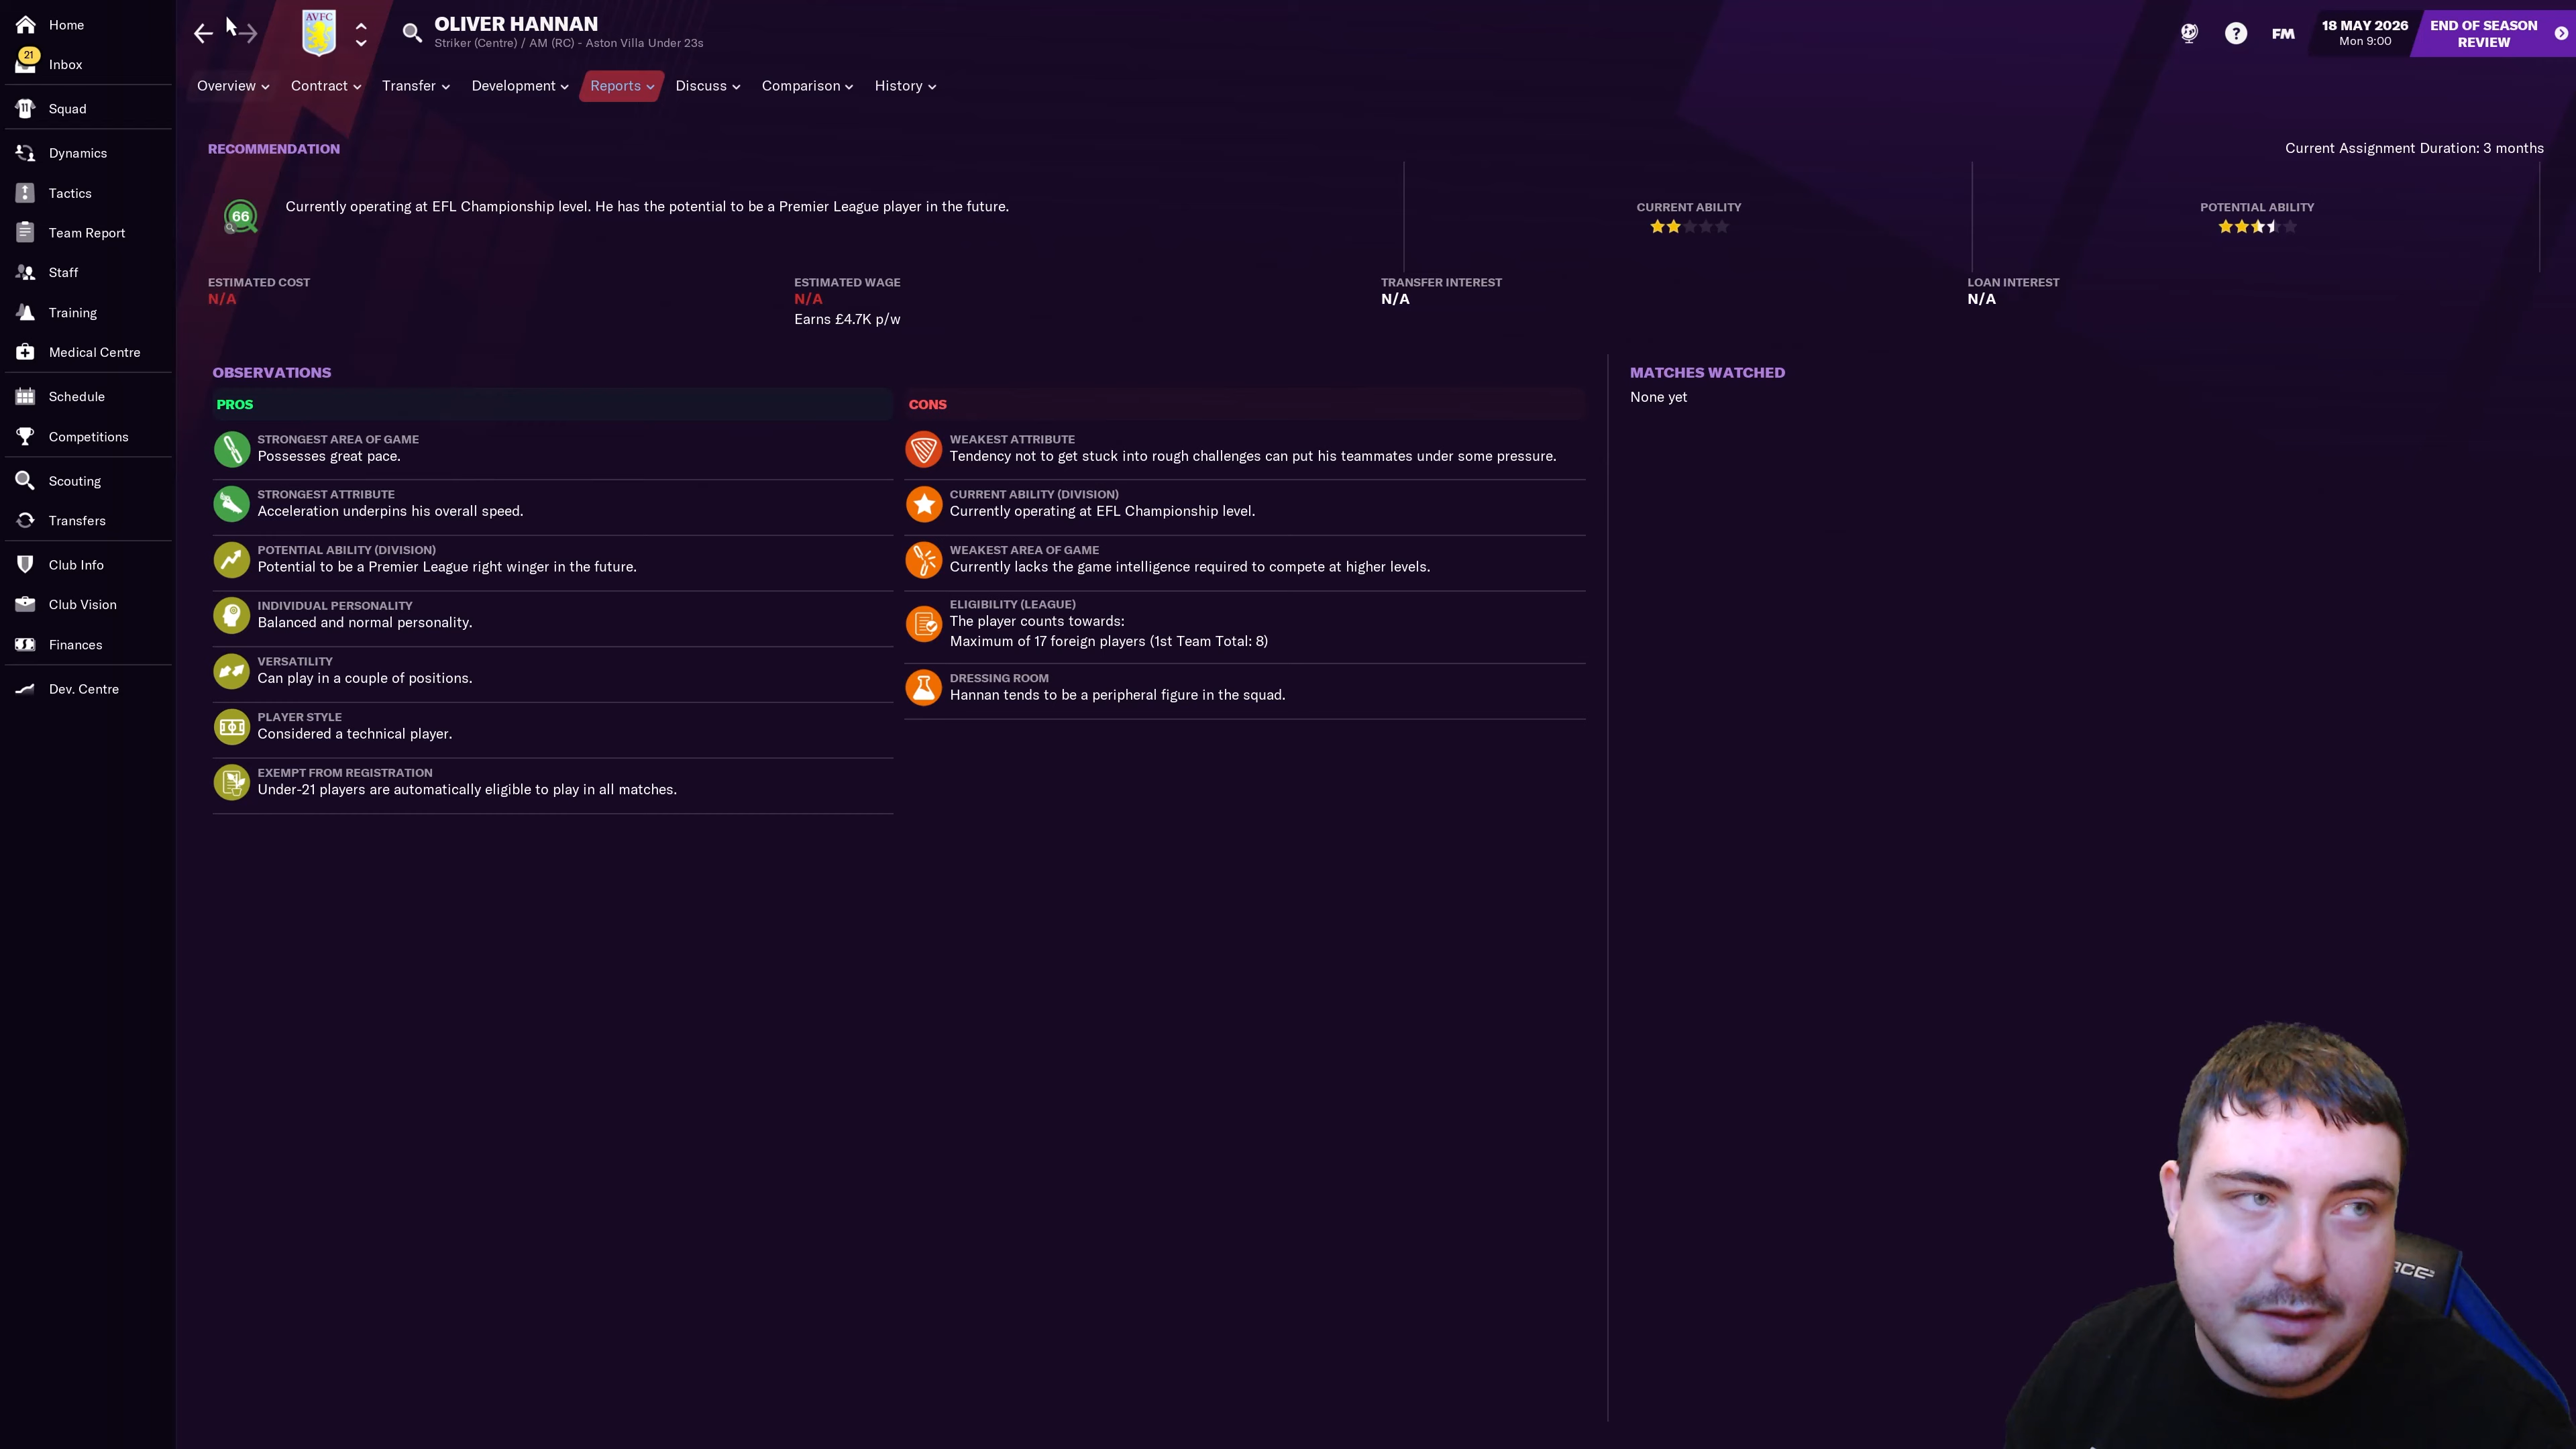 Home
21
Inbox
Squad
Dynamics
Tactics
Team Report
Staff
Training
Medical Centre
Schedule
Competitions
Scouting
Transfers
Club Info
Club Vision
Finances
Dev. Centre
AVFC
OLIVER HANNAN
Striker (Centre) / AM (RC) - Aston Villa Under 23s
?
FM
18 MAY 2026
Mon 9:00
END OF SEASON
REVIEW
Overview
Contract
Transfer
Development
Reports
Discuss
Comparison
History
RECOMMENDATION
Current Assignment Duration: 3 months
66
Currently operating at EFL Championship level. He has the potential to be a Premier League player in the future.
CURRENT ABILITY
POTENTIAL ABILITY
ESTIMATED COST
N/A
ESTIMATED WAGE
N/A
Earns £4.7K p/w
TRANSFER INTEREST
N/A
LOAN INTEREST
N/A
OBSERVATIONS
PROS
STRONGEST AREA OF GAME
Possesses great pace.
STRONGEST ATTRIBUTE
Acceleration underpins his overall speed.
POTENTIAL ABILITY (DIVISION)
Potential to be a Premier League right winger in the future.
INDIVIDUAL PERSONALITY
Balanced and normal personality.
VERSATILITY
Can play in a couple of positions.
PLAYER STYLE
Considered a technical player.
EXEMPT FROM REGISTRATION
Under-21 players are automatically eligible to play in all matches.
CONS
WEAKEST ATTRIBUTE
Tendency not to get stuck into rough challenges can put his teammates under some pressure.
CURRENT ABILITY (DIVISION)
Currently operating at EFL Championship level.
WEAKEST AREA OF GAME
Currently lacks the game intelligence required to compete at higher levels.
ELIGIBILITY (LEAGUE)
The player counts towards:
Maximum of 17 foreign players (1st Team Total: 8)
DRESSING ROOM
Hannan tends to be a peripheral figure in the squad.
MATCHES WATCHED
None yet